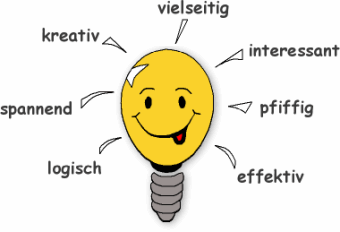 vielseitig
kreativ
interessant
spannend
pfiffig
logisch
effektiv